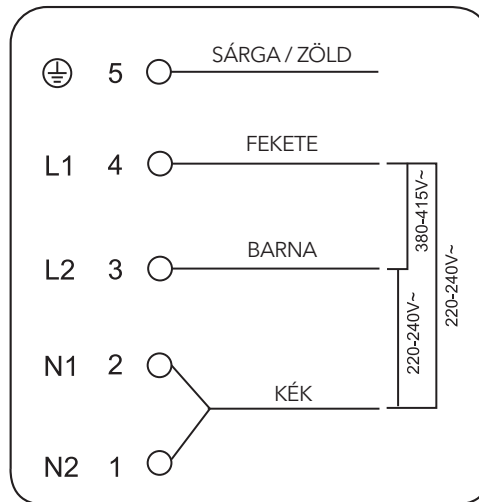 5 SÁRGA / ZÖLD
L1 4 FEKETE
380-415V~
220-240V~
L2 3 BARNA
220-240V~
N1 2
KÉK
N2 1